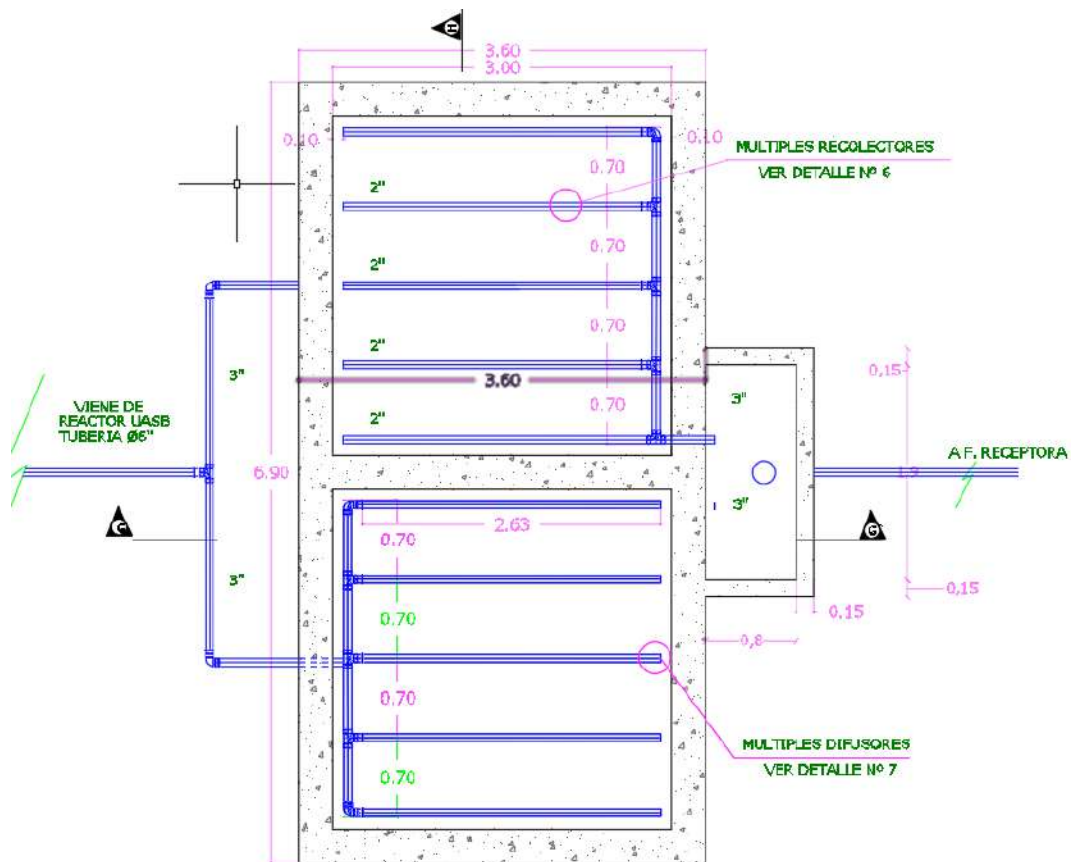 H
3.60
3.00
0.10
0.70
0.10
MULTIPLES RECOLECTORES
VER DETALLE Nº 6
2"
0.70
2"
0.70
2"
3"
3.60
0.70
2"
0,15
3"
VIENE DE
REACTOR UASB
TUBERIA Ø6"
6.90
A F. RECEPTORA
1,9
3"
G
G
2.63
0.70
3"
0.70
0,15
0,15
0,8
0.70
0.70
MULTIPLES DIFUSORES
VER DETALLE Nº 7